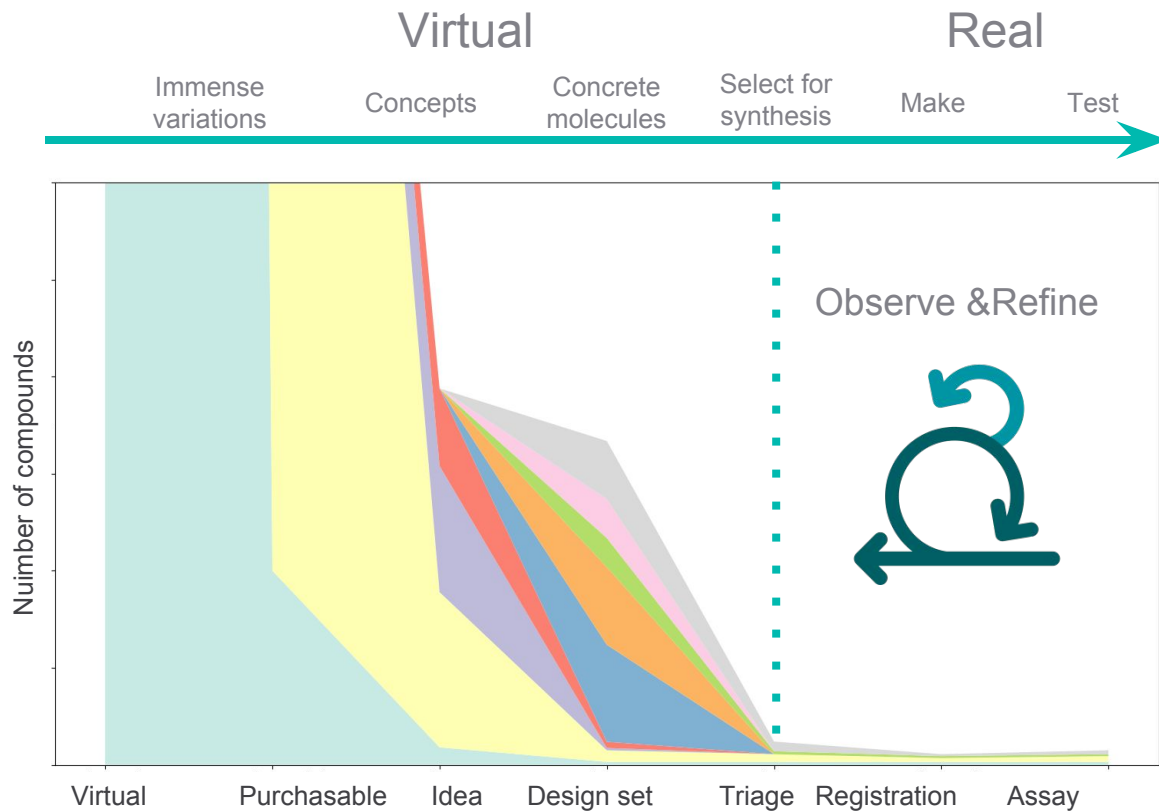 Virtual
Real
Immense
variations
Concepts
Concrete
molecules
Select for
synthesis
Make
Test
Observe &Refine
Nuimber of compounds
Virtual
Purchasable
Idea
Design set
Triage
Registration
Assay